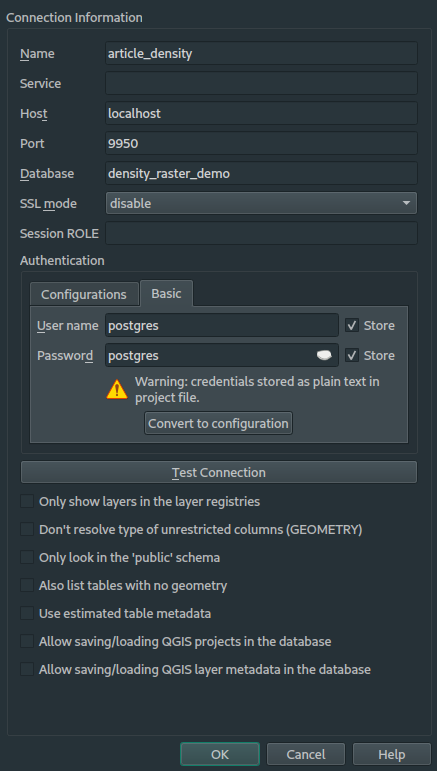 Connection Information
Name article_density
Service
Host localhost
Port 9950
Database density_raster_demo
SSL mode disable
Session ROLE
Authentication
Configurations Basic
User name postgres Store
Password postgres Store
Warning: credentials stored as plain text in
project file.
Convert to configuration
Test Connection
Only show layers in the layer registries
Don't resolve type of unrestricted columns (GEOMETRY)
Only look in the 'public' schema
Also list tables with no geometry
Use estimated table metadata
Allow saving/loading QGIS projects in the database
Allow saving/loading QGIS layer metadata in the database
OK Cancel Help